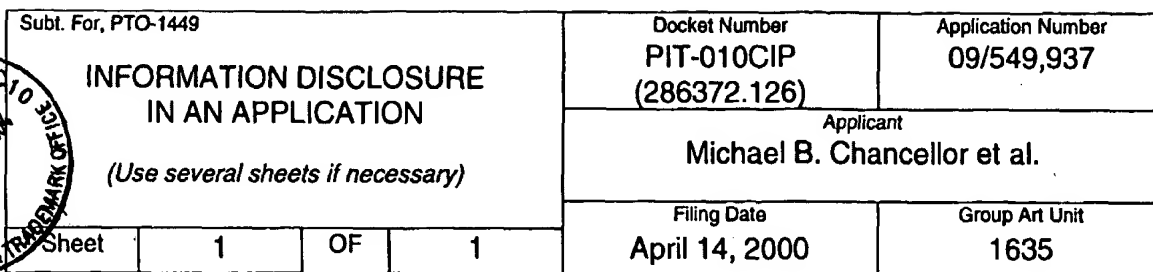 Subt. For, PTO-1449
INFORMATION DISCLOSURE
IN AN APPLICATION
(Use several sheets if necessary)
Sheet 1 OF 1
Docket Number
PIT-010CIP
(286372.126)
Application Number
09/549,937
Applicant
Michael B. Chancellor et al.
Filing Date
April 14, 2000
Group Art Unit
1635
TRADEMARK OFFICE